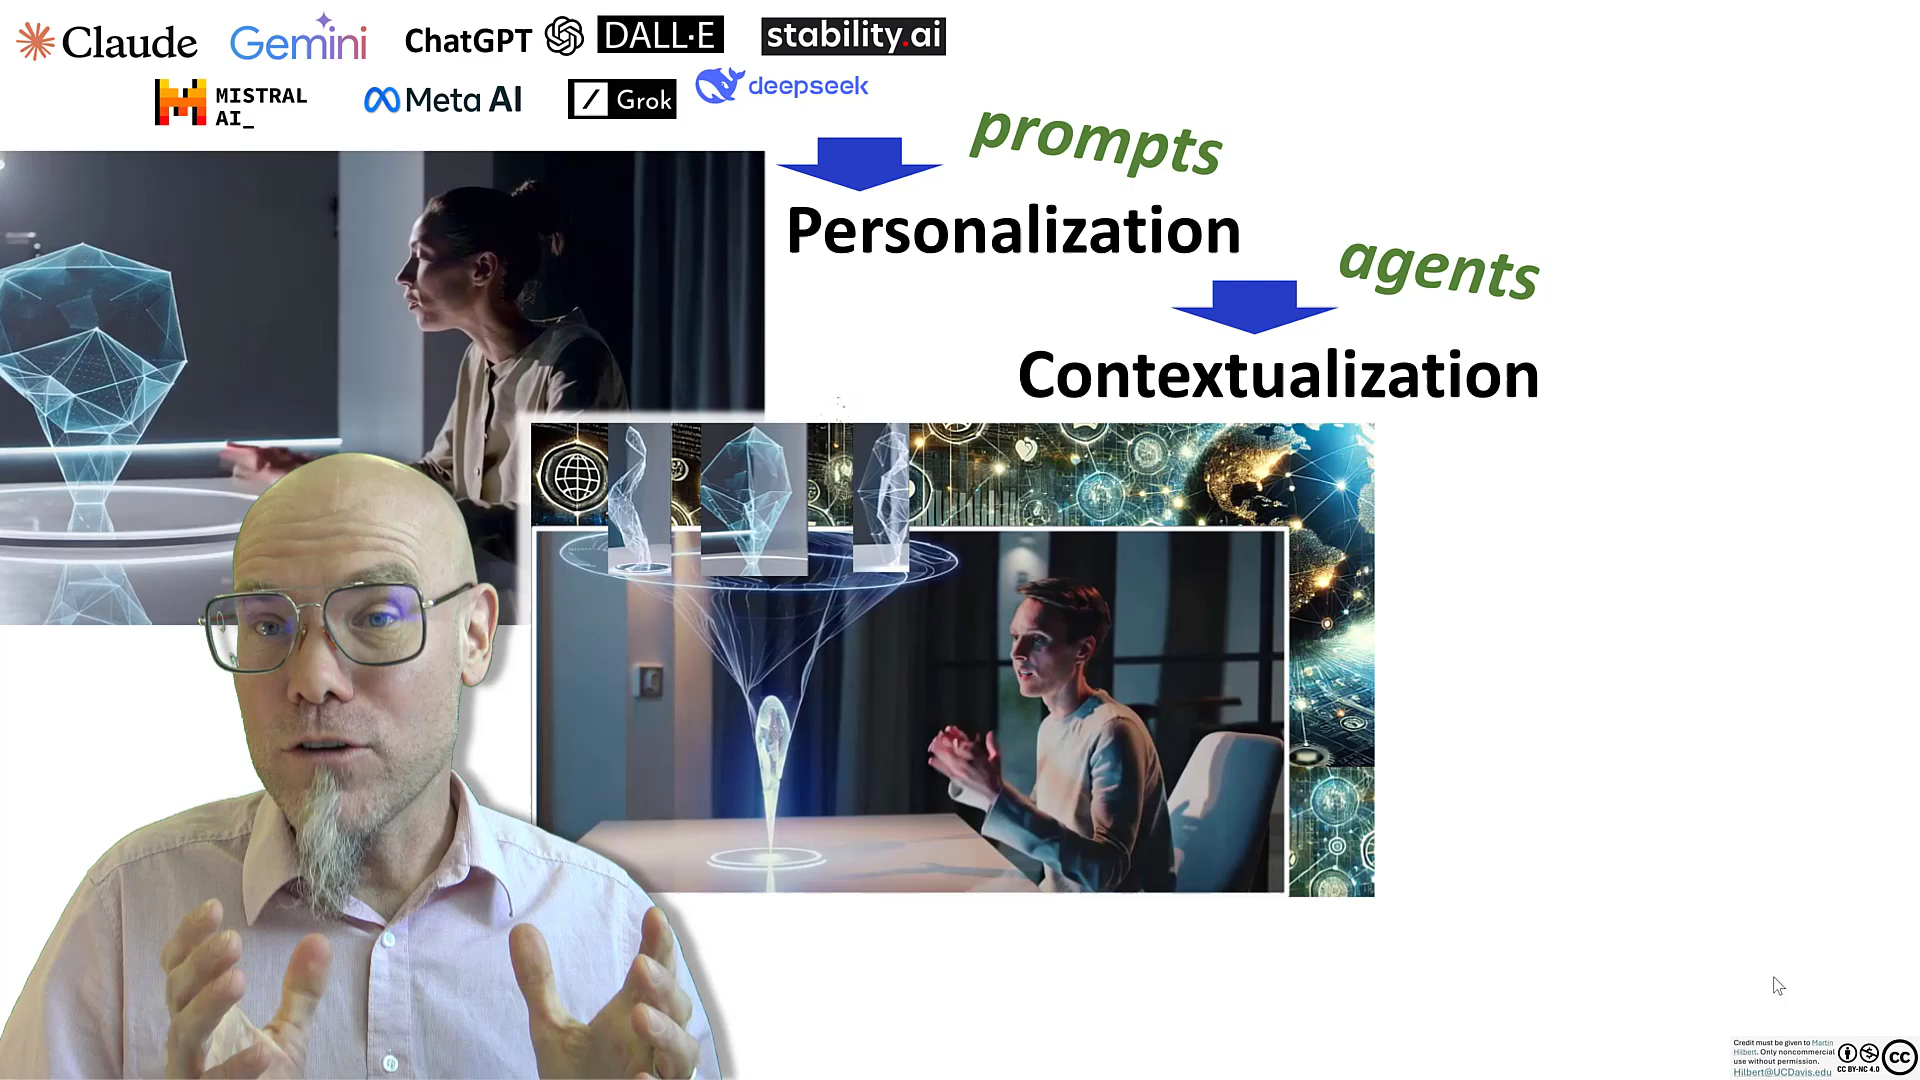 Claude
Gemini
ChatGPT
DALL·E
stability.ai
MISTRAL
AI_
Meta AI
Grok
deepseek
prompts
Personalization
agents
Contextualization
Credit must be given to Martin
Hilbert. Only noncommercial
use without permission.
Hilbert@UCDavis.edu
CC BY-NC 4.0
cc